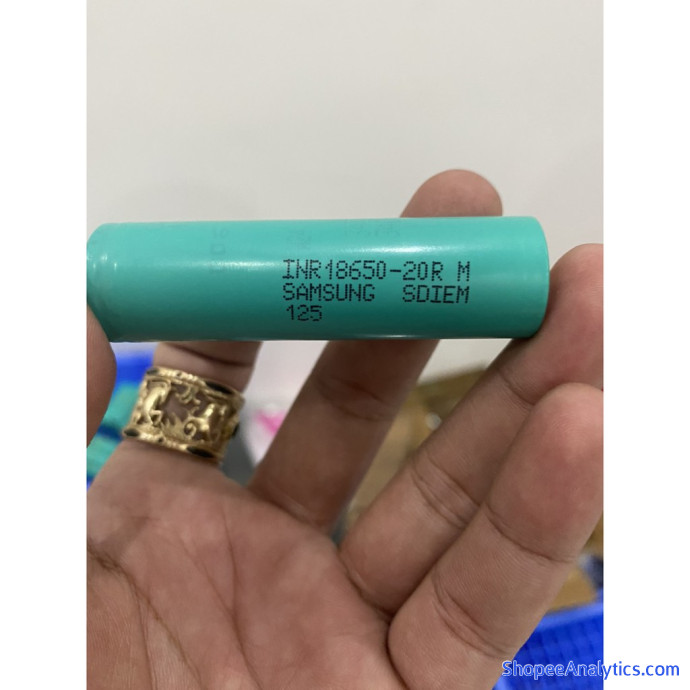 INR18650-20R M
SAMSUNG SDIEM
125
ShopeeAnalytics.com